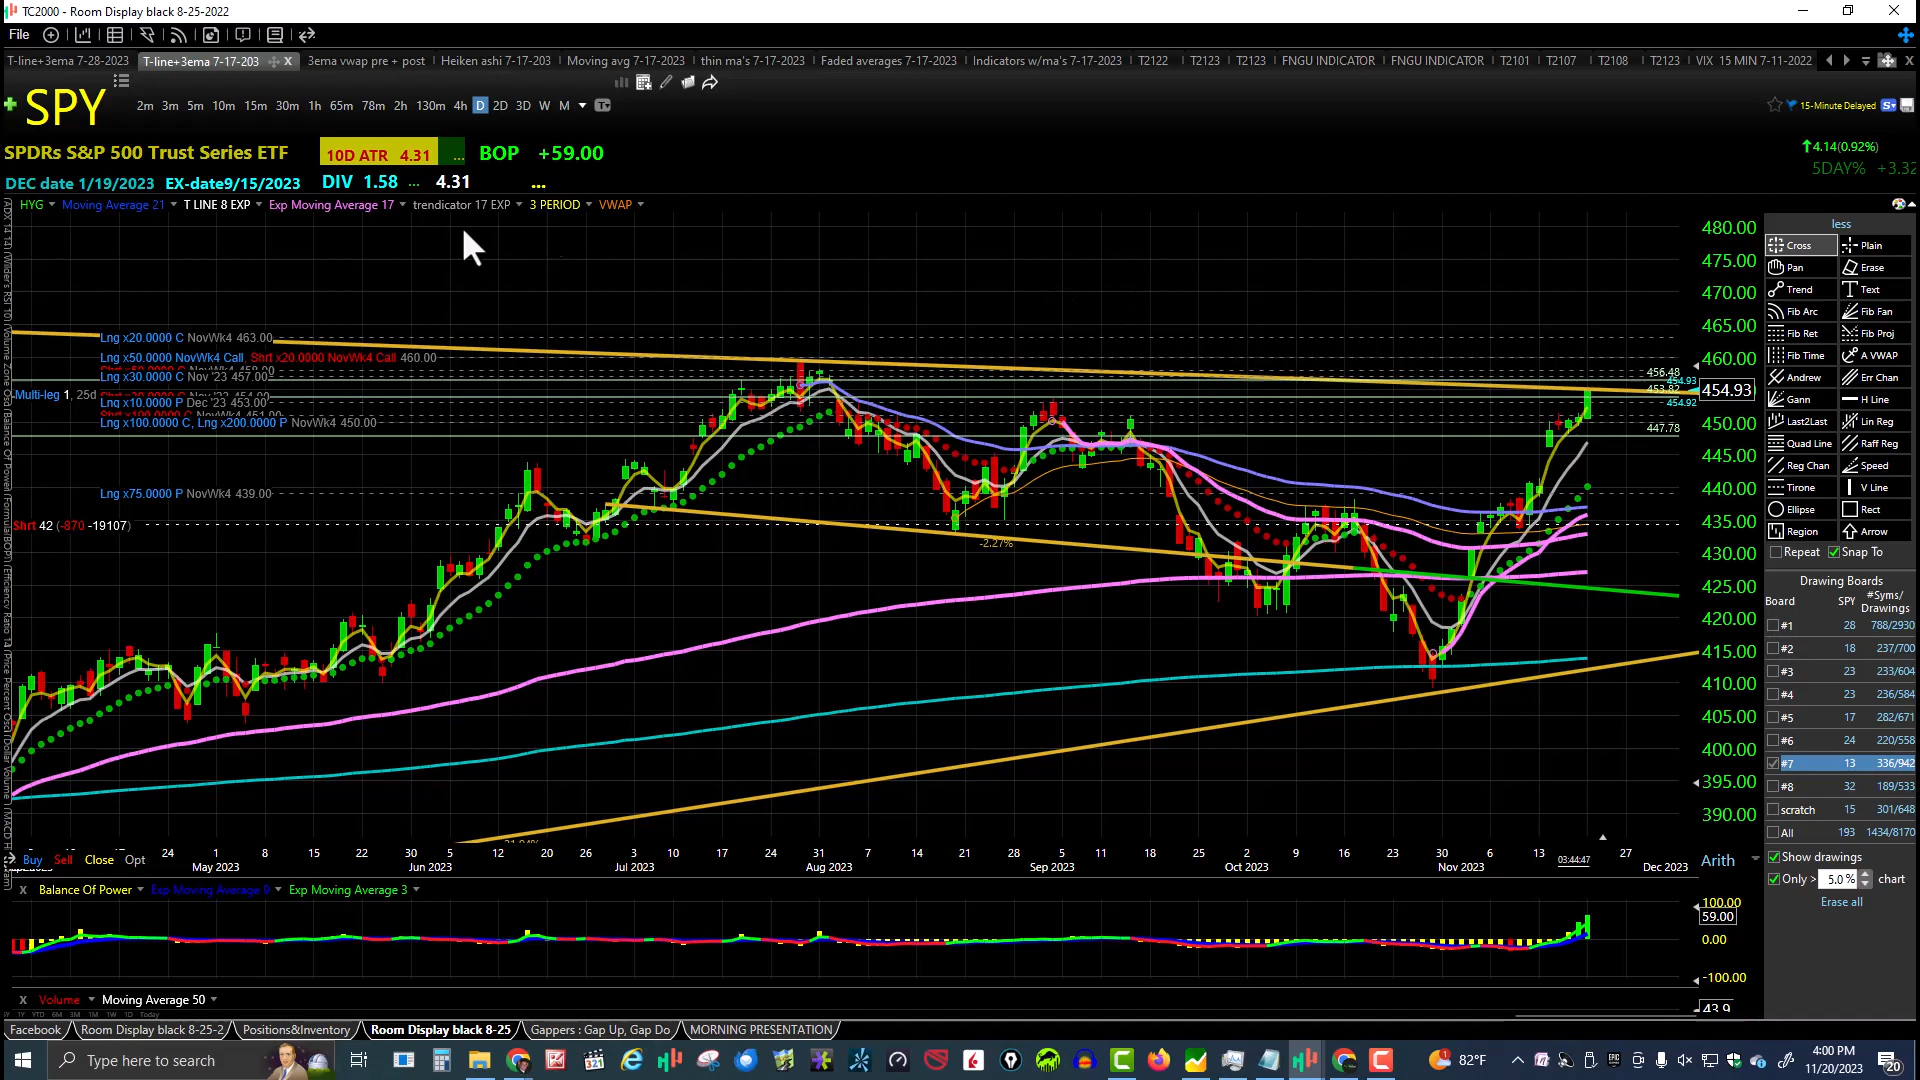 TC2000 - Room Display black 8-25-2022
File
T-line+3ema 7-28-2023 T-line+3ema 7-17-203 X 3ema vwap pre + post Heiken ashi 7-17-203 Moving avg 7-17-2023 thin ma's 7-17-2023 Faded averages 7-17-2023 Indicators w/ma's 7-17-2023 T2122 T2123 T2123 FNGU INDICATOR FNGU INDICATOR T2101 T2107 T2108 T2123 VIX 15 MIN 7-11-2022
SPY
2m 3m 5m 10m 15m 30m 1h 65m 78m 2h 130m 4h D 2D 3D W M
15-Minute Delayed
SPDRs S&P 500 Trust Series ETF
10D ATR 4.31 ...
BOP +59.00
4.14(0.92%)
5DAY% +3.32
DEC date 1/19/2023 EX-date9/15/2023 DIV 1.58 ... 4.31 ...
HYG Moving Average 21 T LINE 8 EXP Exp Moving Average 17 trendicator 17 EXP 3 PERIOD VWAP
Lng x20.0000 C NovWk4 463.00
Lng x50.0000 NovWk4 Call, Shrt x20.0000 NovWk4 Call 460.00
Lng x30.0000 C Nov '23 457.00
Multi-leg 1, 25d
Lng x10.0000 P Dec '23 453.00
Lng x100.0000 C, Lng x200.0000 P NovWk4 450.00
Lng x75.0000 P NovWk4 439.00
Shrt 42 (-870 -19107)
-2.27%
456.48
454.93
453.82
454.92
447.78
480.00
475.00
470.00
465.00
460.00
454.93
450.00
445.00
440.00
435.00
430.00
425.00
420.00
415.00
410.00
405.00
400.00
395.00
390.00
24 8 15 22 30 5 12 20 26 3 10 17 24 31 7 14 21 28 5 11 18 25 2 9 16 23 30 6 13 03:44:47 27
May 2023 Jun 2023 Jul 2023 Aug 2023 Sep 2023 Oct 2023 Nov 2023 Dec 2023
Arith
Buy Sell Close Opt
X Balance Of Power Exp Moving Average 9 Exp Moving Average 3
100.00
59.00
0.00
-100.00
X Volume Moving Average 50
43.9
less
Cross Plain
Pan Erase
Trend Text
Fib Arc Fib Fan
Fib Ret Fib Proj
Fib Time A VWAP
Andrew Err Chan
Gann H Line
Last2Last Lin Reg
Quad Line Raff Reg
Reg Chan Speed
Tirone V Line
Ellipse Rect
Region Arrow
Repeat Snap To
Drawing Boards
Board SPY #Syms/Drawings
#1 28 788/2930
#2 18 237/700
#3 23 233/604
#4 23 236/584
#5 17 282/671
#6 24 220/558
#7 13 336/942
#8 32 189/533
scratch 15 301/648
All 193 1434/8170
Show drawings
Only > 5.0 % chart
Erase all
Facebook Room Display black 8-25-2 Positions&Inventory Room Display black 8-25 Gappers : Gap Up, Gap Do MORNING PRESENTATION
Type here to search
82°F
4:00 PM
11/20/2023
20